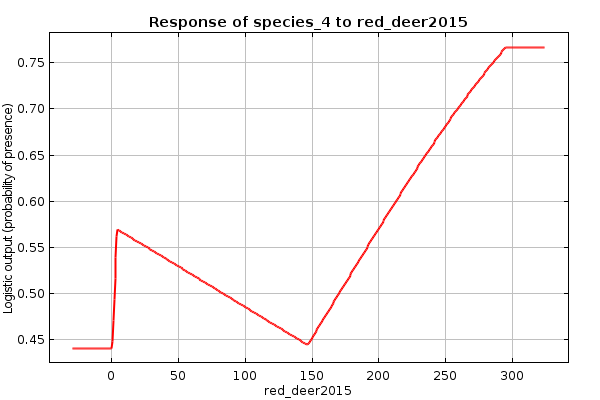 Response of species_4 to red_deer2015
Logistic output (probability of presence)
0.75
0.70
0.65
0.60
0.55
0.50
0.45
0 50 100 150 200 250 300
red_deer2015